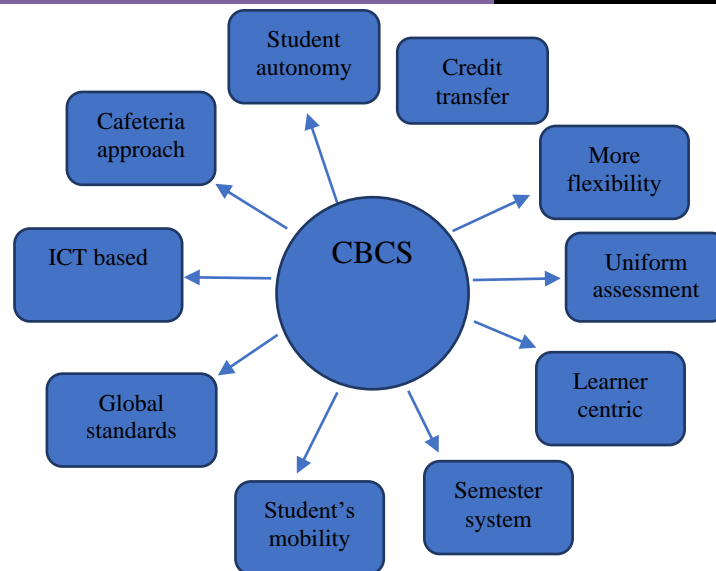 Student
autonomy
Credit
transfer
Cafeteria
approach
More
flexibility
ICT based
CBCS
Uniform
assessment
Global
standards
Learner
centric
Student’s
mobility
Semester
system